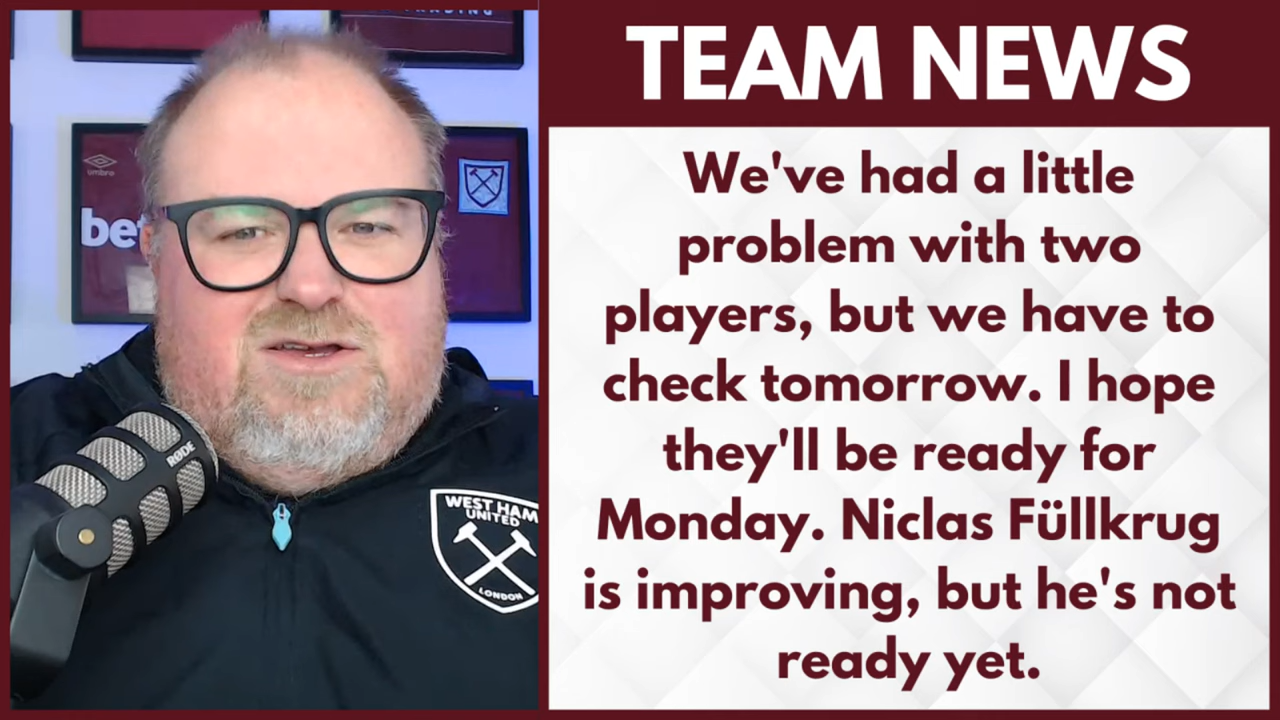 TEAM NEWS
We've had a little
problem with two
players, but we have to
check tomorrow. I hope
they'll be ready for
Monday. Niclas Füllkrug
is improving, but he's not
ready yet.
umbro
bet
RØDE
WEST HAM
UNITED
LONDON